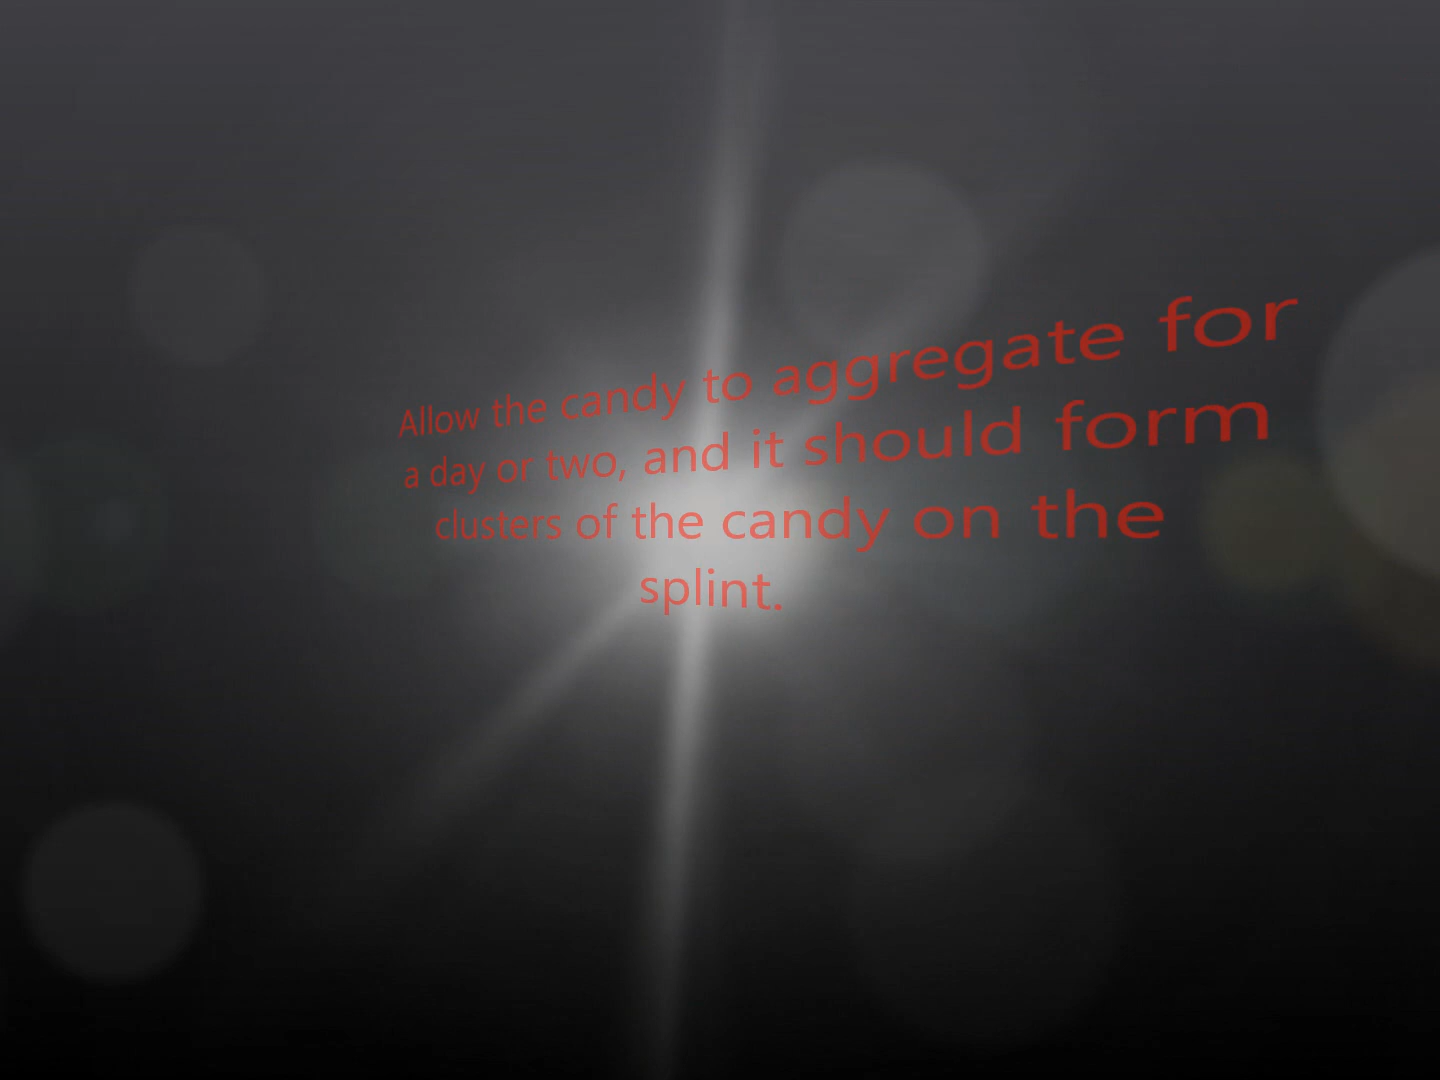 Allow the candy to aggregate for
a day or two, and it should form
clusters of the candy on the
splint.